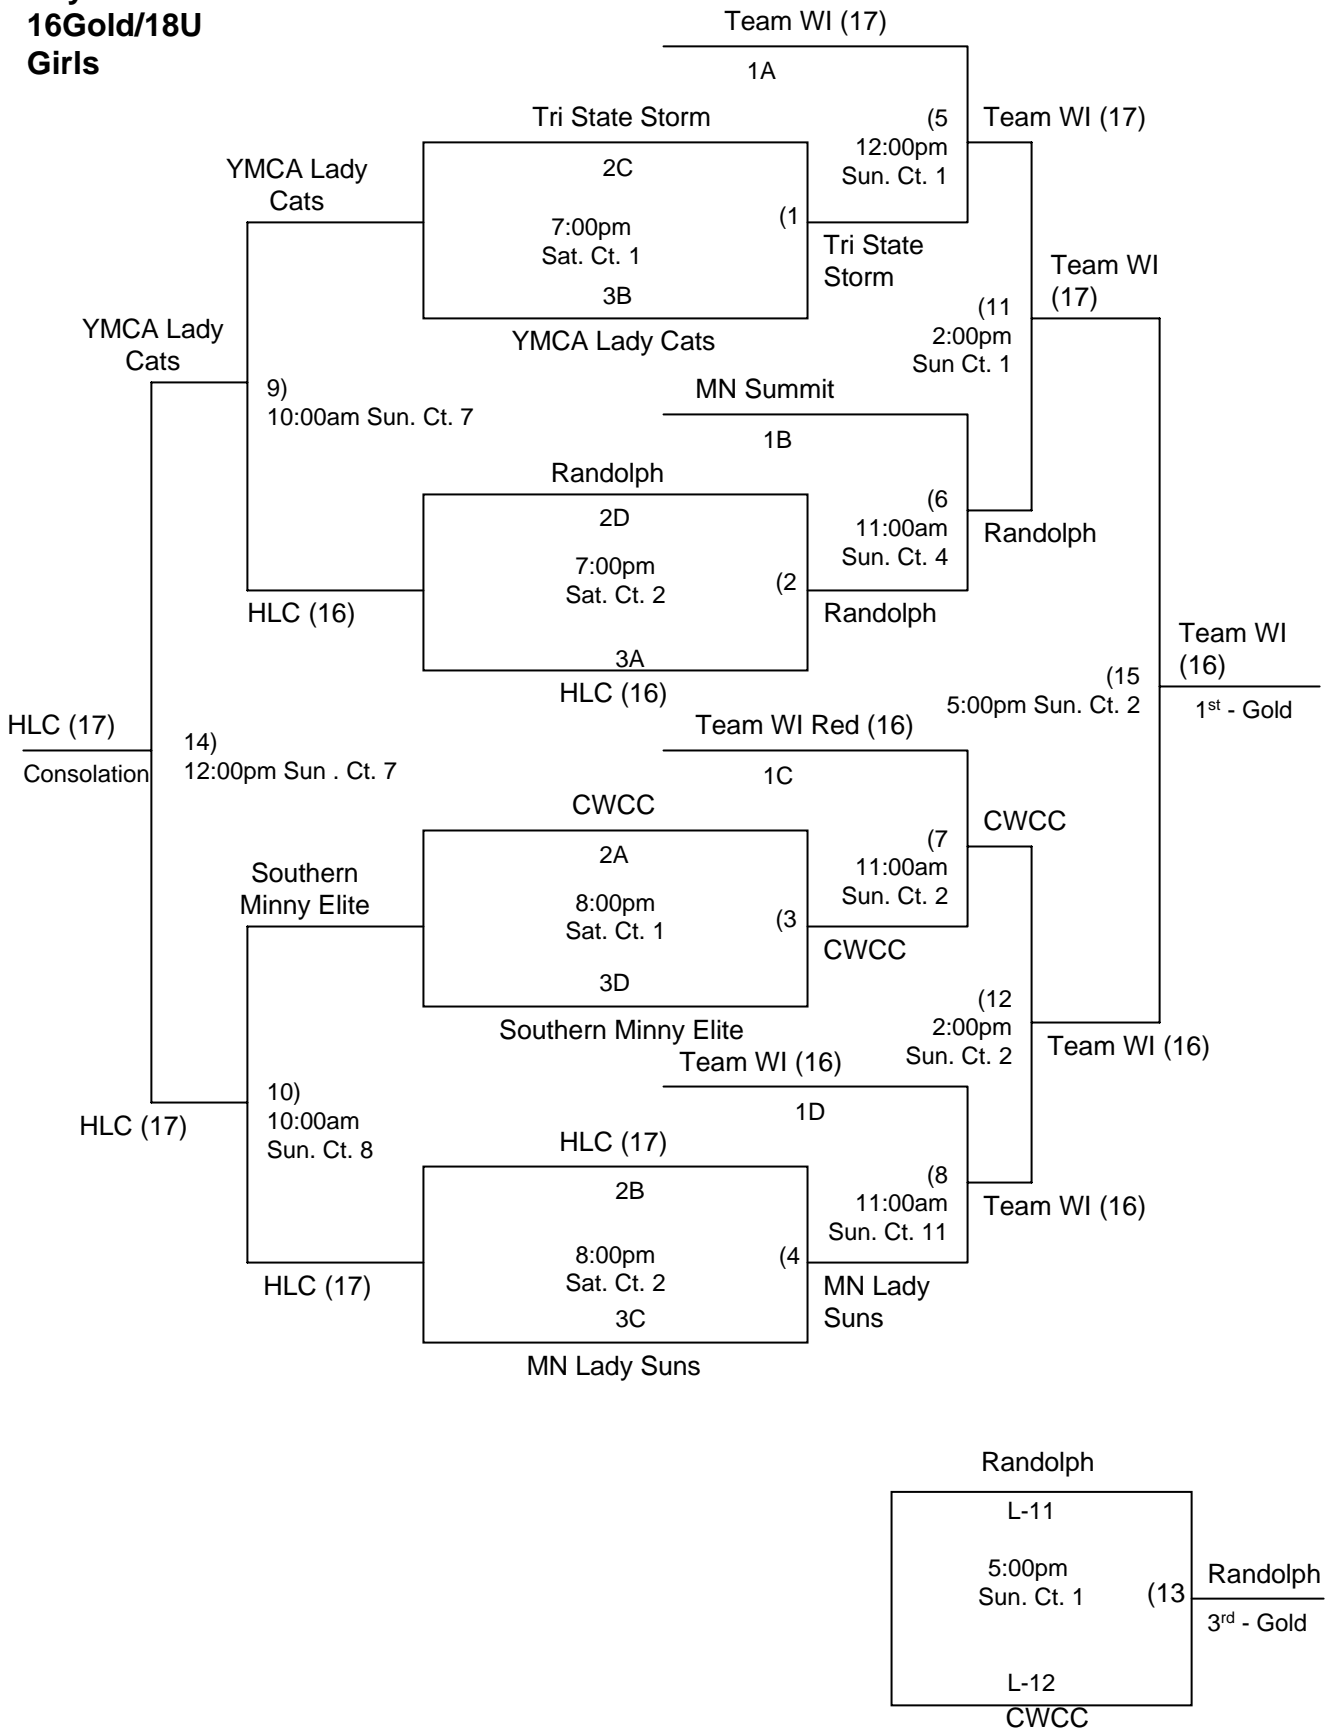 16Gold/18U
Girls
Team WI (17)
1A
Tri State Storm
(5
12:00pm
Sun. Ct. 1
Team WI (17)
YMCA Lady
Cats
2C
7:00pm
Sat. Ct. 1
(1
3B
YMCA Lady Cats
Tri State
Storm
Team WI
(17)
(11
2:00pm
Sun Ct. 1
YMCA Lady
Cats
9)
10:00am Sun. Ct. 7
MN Summit
1B
Randolph
2D
7:00pm
Sat. Ct. 2
(2
3A
HLC (16)
(6
11:00am
Sun. Ct. 4
Randolph
Randolph
HLC (16)
Team WI
(16)
1st - Gold
(15
5:00pm Sun. Ct. 2
HLC (17)
Consolation
14)
12:00pm Sun . Ct. 7
Team WI Red (16)
1C
CWCC
2A
8:00pm
Sat. Ct. 1
(3
3D
Southern Minny Elite
(7
11:00am
Sun. Ct. 2
CWCC
CWCC
Southern
Minny Elite
(12
2:00pm
Sun. Ct. 2
Team WI (16)
Team WI (16)
1D
10)
10:00am
Sun. Ct. 8
HLC (17)
HLC (17)
2B
8:00pm
Sat. Ct. 2
(4
3C
MN Lady Suns
(8
11:00am
Sun. Ct. 11
Team WI (16)
HLC (17)
MN Lady
Suns
Randolph
L-11
5:00pm
Sun. Ct. 1
(13
Randolph
3rd - Gold
L-12
CWCC